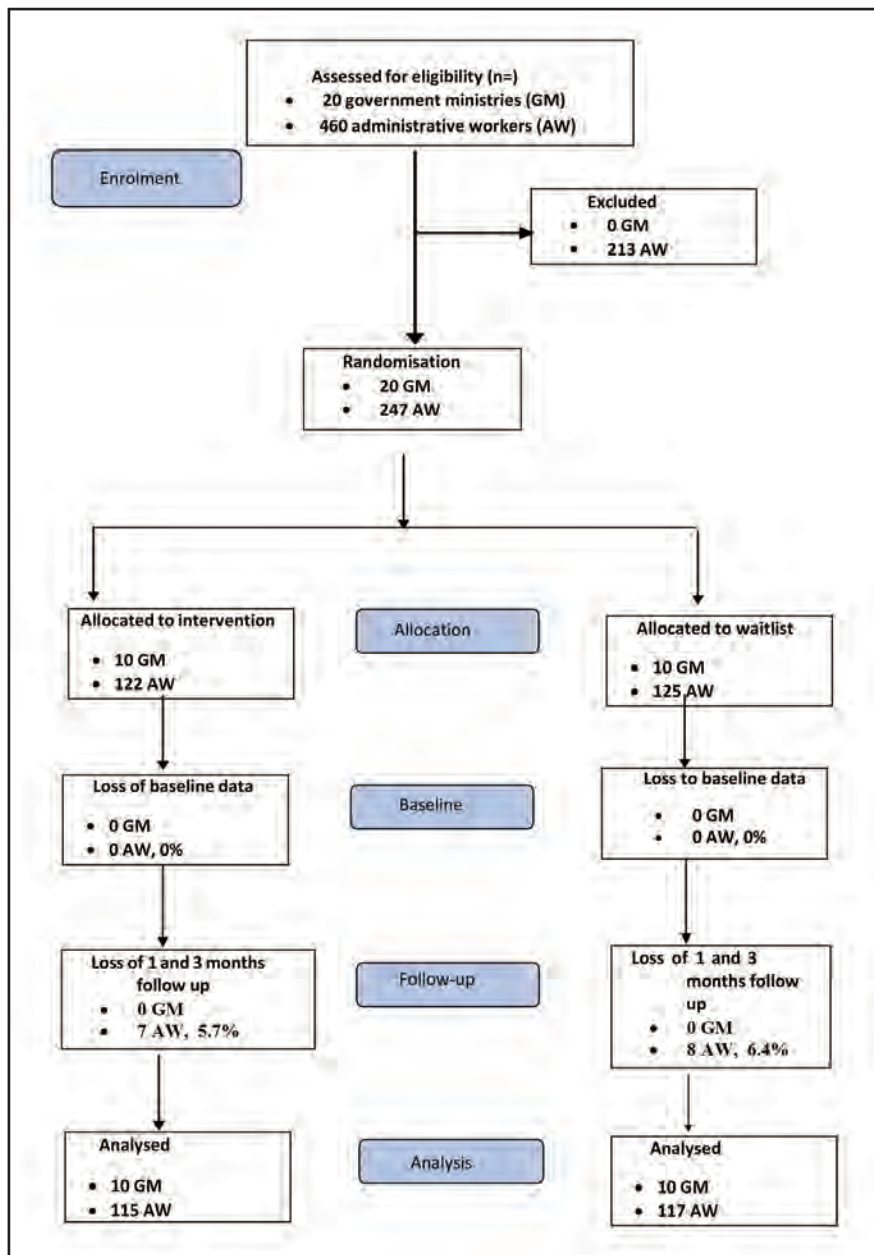 Assessed for eligibility (n=)
• 20 government ministries (GM)
• 460 administrative workers (AW)
Enrolment
Excluded
• 0 GM
• 213 AW
Randomisation
• 20 GM
• 247 AW
Allocated to intervention
• 10 GM
• 122 AW
Allocation
Allocated to waitlist
• 10 GM
• 125 AW
Loss of baseline data
• 0 GM
• 0 AW, 0%
Baseline
Loss to baseline data
• 0 GM
• 0 AW, 0%
Loss of 1 and 3 months
follow up
• 0 GM
• 7 AW, 5.7%
Follow-up
Loss of 1 and 3
months follow
up
• 0 GM
• 8 AW, 6.4%
Analysed
• 10 GM
• 115 AW
Analysis
Analysed
• 10 GM
• 117 AW